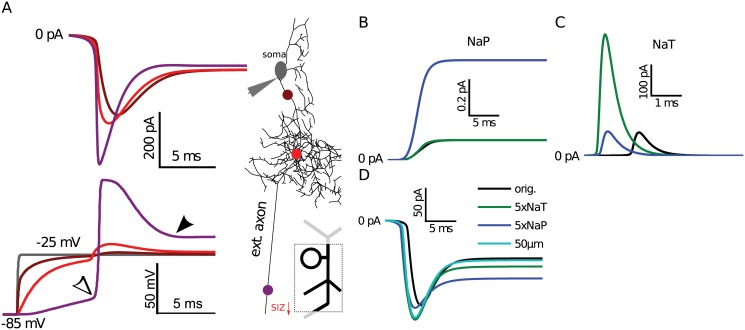 A
0 pA
200 pA
5 ms
-25 mV
-85 mV
50 mV
5 ms
soma
ext. axon
SIZ
B
NaP
0.2 pA
5 ms
0 pA
C
NaT
100 pA
1 ms
0 pA
D
0 pA
50 pA
5 ms
orig.
5xNaT
5xNaP
50μm